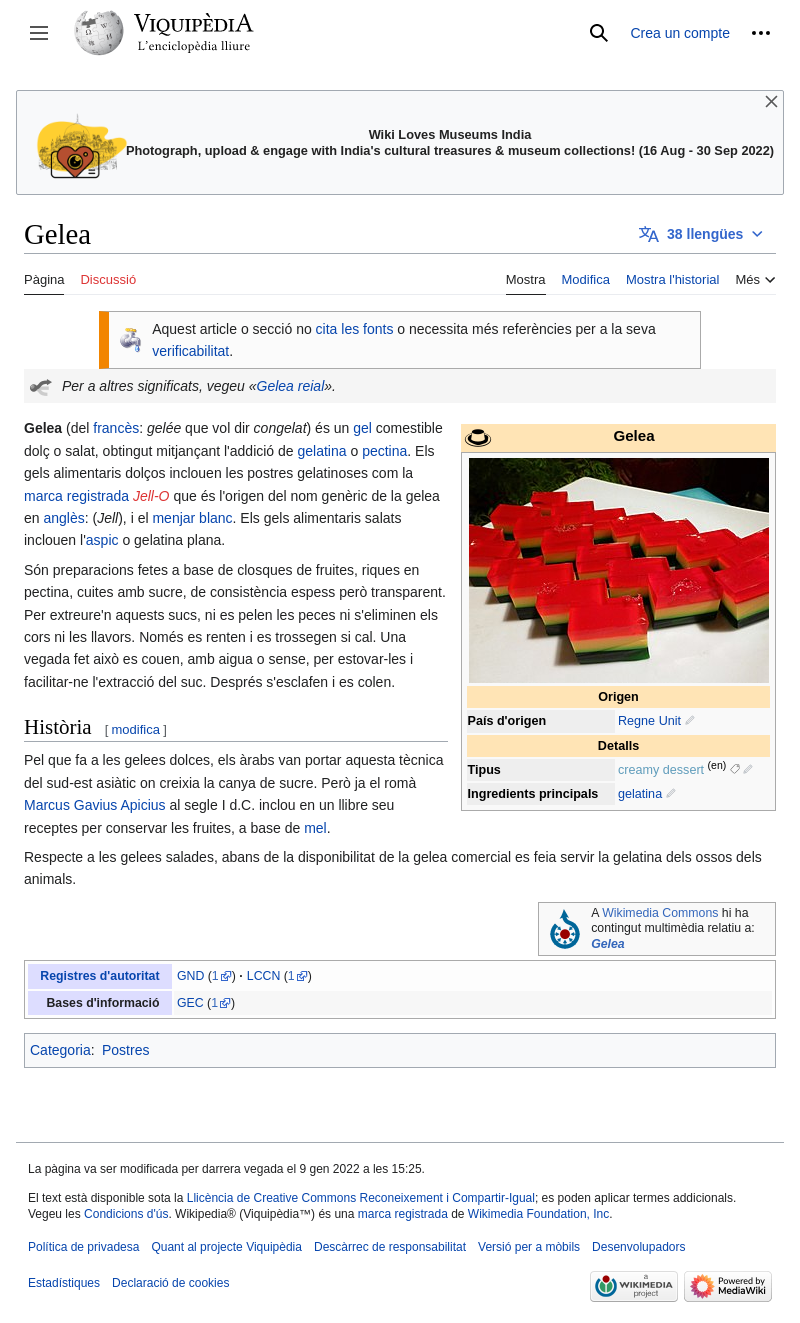 VIQUIPÈDIA
L'enciclopèdia lliure
Crea un compte
Wiki Loves Museums India
Photograph, upload & engage with India's cultural treasures & museum collections! (16 Aug - 30 Sep 2022)
Gelea
38 llengües
Pàgina Discussió Mostra Modifica Mostra l'historial Més
Aquest article o secció no cita les fonts o necessita més referències per a la seva
verificabilitat.
Per a altres significats, vegeu «Gelea reial».
Gelea (del francès: gelée que vol dir congelat) és un gel comestible
dolç o salat, obtingut mitjançant l'addició de gelatina o pectina. Els
gels alimentaris dolços inclouen les postres gelatinoses com la
marca registrada Jell-O que és l'origen del nom genèric de la gelea
en anglès: (Jell), i el menjar blanc. Els gels alimentaris salats
inclouen l'aspic o gelatina plana.
Són preparacions fetes a base de closques de fruites, riques en
pectina, cuites amb sucre, de consistència espess però transparent.
Per extreure'n aquests sucs, ni es pelen les peces ni s'eliminen els
cors ni les llavors. Només es renten i es trossegen si cal. Una
vegada fet això es couen, amb aigua o sense, per estovar-les i
facilitar-ne l'extracció del suc. Després s'esclafen i es colen.
Gelea
Origen
País d'origen Regne Unit
Detalls
Tipus creamy dessert (en)
Ingredients principals gelatina
Història [ modifica ]
Pel que fa a les gelees dolces, els àrabs van portar aquesta tècnica
del sud-est asiàtic on creixia la canya de sucre. Però ja el romà
Marcus Gavius Apicius al segle I d.C. inclou en un llibre seu
receptes per conservar les fruites, a base de mel.
Respecte a les gelees salades, abans de la disponibilitat de la gelea comercial es feia servir la gelatina dels ossos dels
animals.
A Wikimedia Commons hi ha
contingut multimèdia relatiu a:
Gelea
Registres d'autoritat GND (1) · LCCN (1)
Bases d'informació GEC (1)
Categoria: Postres
La pàgina va ser modificada per darrera vegada el 9 gen 2022 a les 15:25.
El text està disponible sota la Llicència de Creative Commons Reconeixement i Compartir-Igual; es poden aplicar termes addicionals.
Vegeu les Condicions d'ús. Wikipedia® (Viquipèdia™) és una marca registrada de Wikimedia Foundation, Inc.
Política de privadesa Quant al projecte Viquipèdia Descàrrec de responsabilitat Versió per a mòbils Desenvolupadors
Estadístiques Declaració de cookies
a
WIKIMEDIA
project
Powered by
MediaWiki